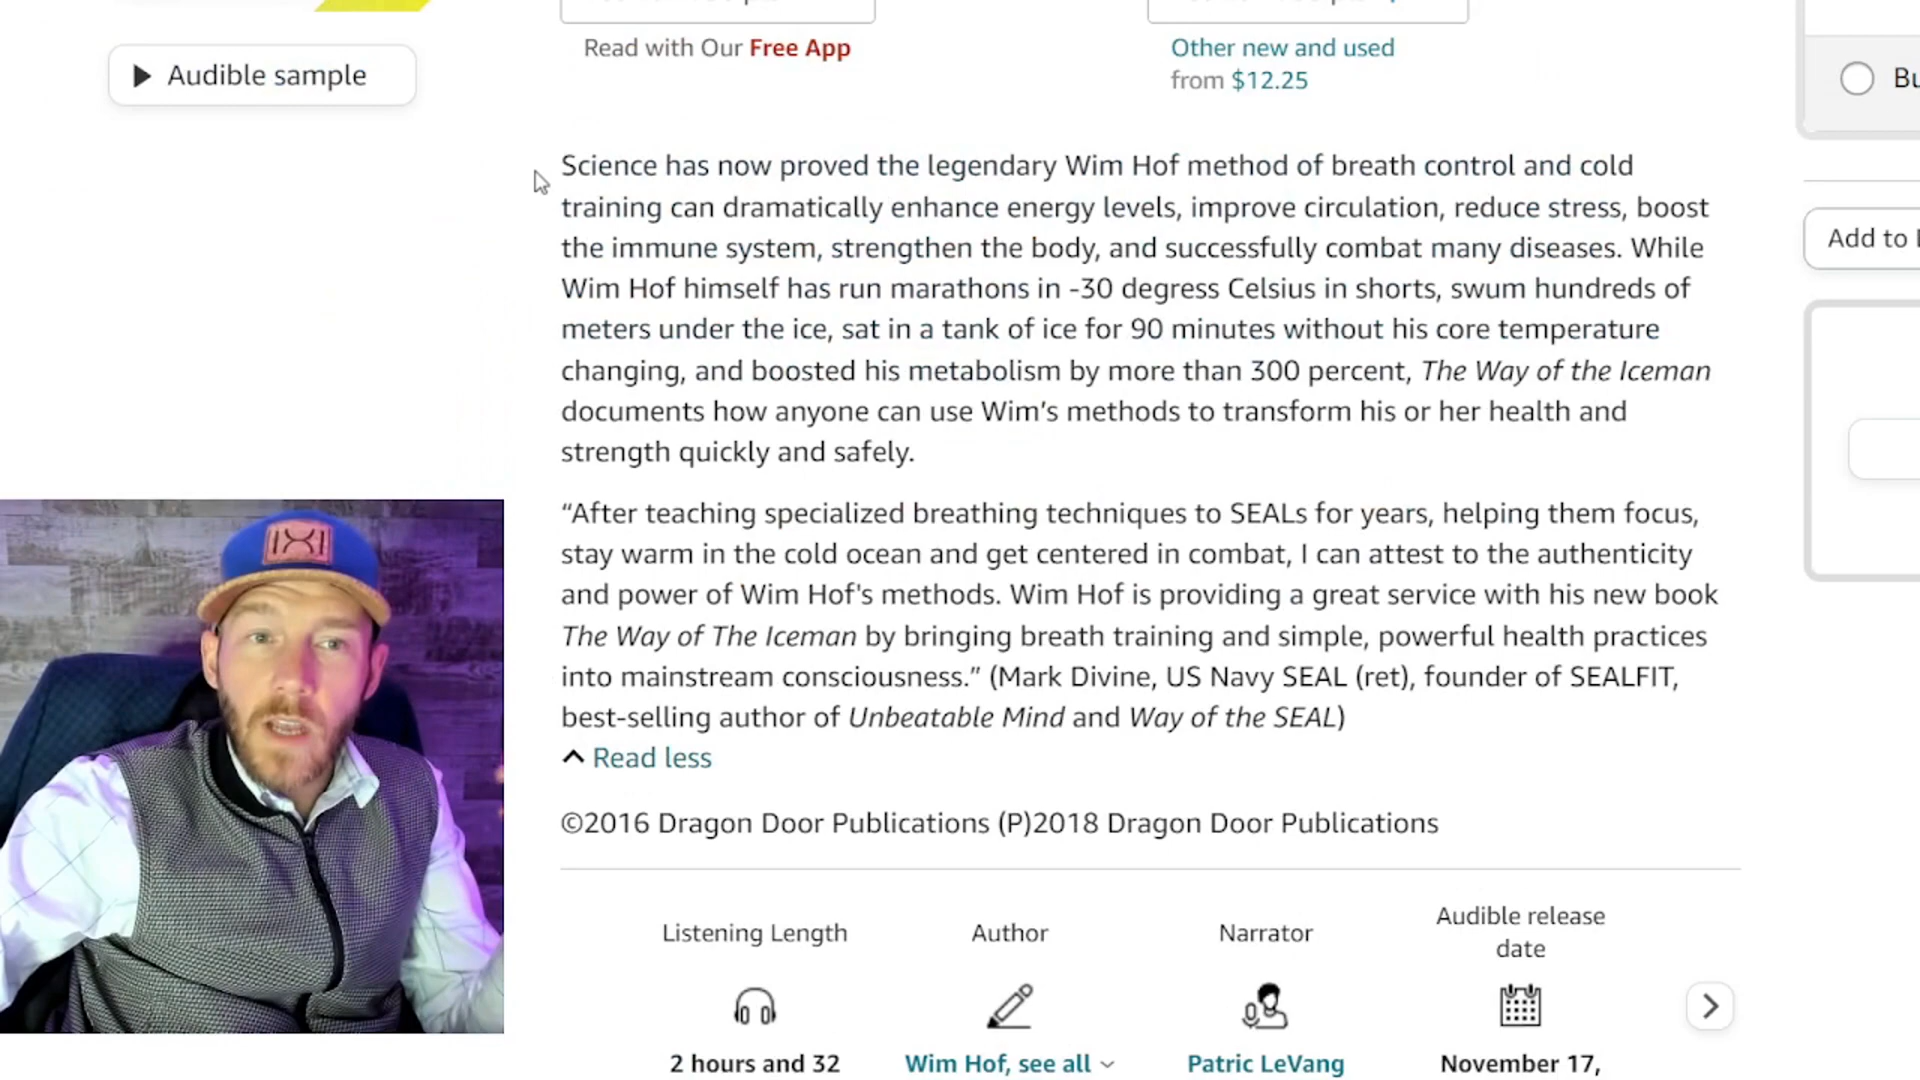 Read with Our Free App
Other new and used
from $12.25
Audible sample
Science has now proved the legendary Wim Hof method of breath control and cold
training can dramatically enhance energy levels, improve circulation, reduce stress, boost
the immune system, strengthen the body, and successfully combat many diseases. While
Wim Hof himself has run marathons in -30 degress Celsius in shorts, swum hundreds of
meters under the ice, sat in a tank of ice for 90 minutes without his core temperature
changing, and boosted his metabolism by more than 300 percent, The Way of the Iceman
documents how anyone can use Wim’s methods to transform his or her health and
strength quickly and safely.
“After teaching specialized breathing techniques to SEALs for years, helping them focus,
stay warm in the cold ocean and get centered in combat, I can attest to the authenticity
and power of Wim Hof's methods. Wim Hof is providing a great service with his new book
The Way of The Iceman by bringing breath training and simple, powerful health practices
into mainstream consciousness.” (Mark Divine, US Navy SEAL (ret), founder of SEALFIT,
best-selling author of Unbeatable Mind and Way of the SEAL)
Read less
©2016 Dragon Door Publications (P)2018 Dragon Door Publications
Listening Length
2 hours and 32
Author
Wim Hof, see all
Narrator
Patric LeVang
Audible release
date
November 17,
Add to